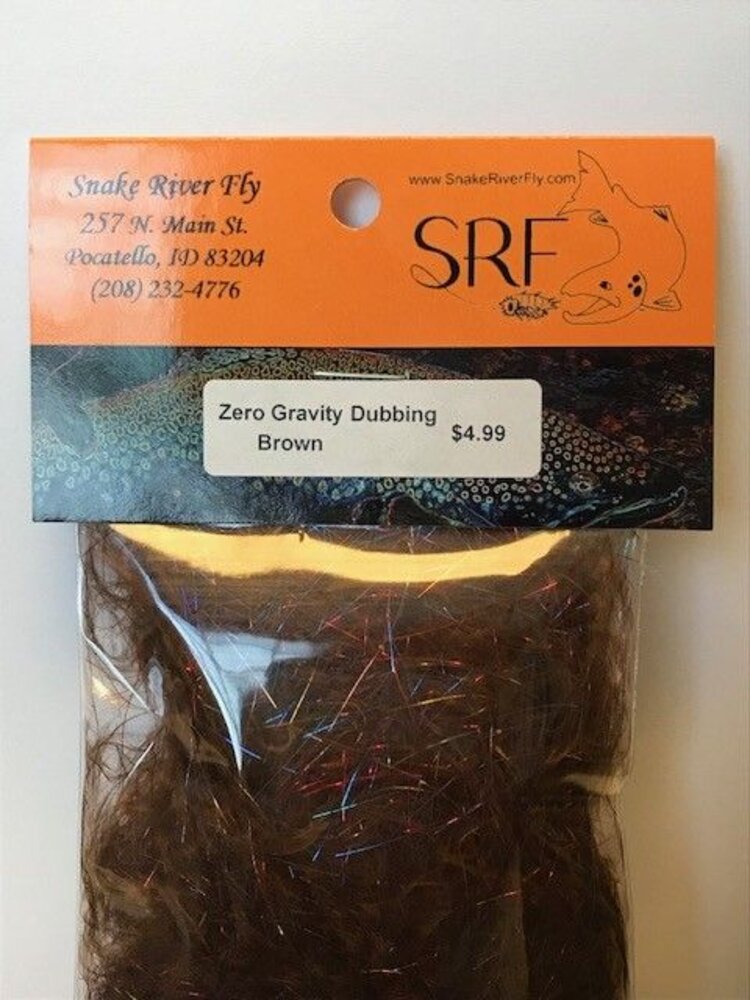 Snake River Fly
257 N. Main St.
Pocatello, ID 83204
(208) 232-4776
www.SnakeRiverFly.com
SRF
Zero Gravity Dubbing
Brown
$4.99